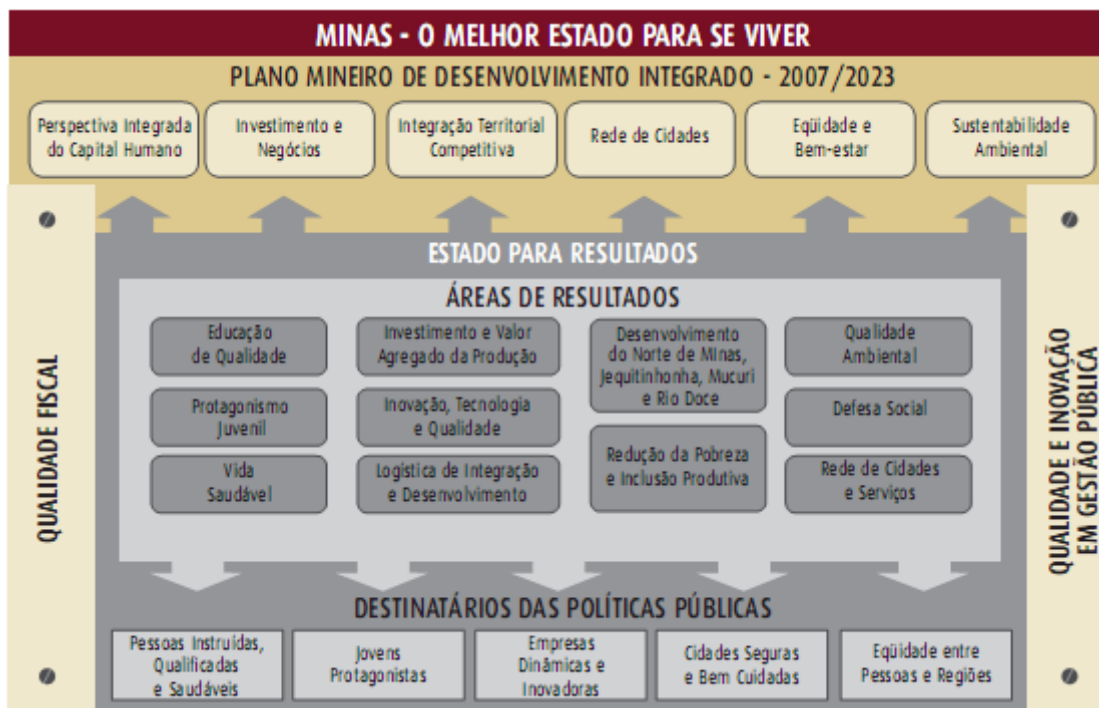 MINAS - O MELHOR ESTADO PARA SE VIVER
PLANO MINEIRO DE DESENVOLVIMENTO INTEGRADO - 2007/2023
Perspectiva Integrada
do Capital Humano
Investimento e
Negócios
Integração Territorial
Competitiva
Rede de Cidades
Eqüidade e
Bem-estar
Sustentabilidade
Ambiental
QUALIDADE FISCAL
ESTADO PARA RESULTADOS
ÁREAS DE RESULTADOS
Educação
de Qualidade
Protagonismo
Juvenil
Vida
Saudável
Investimento e Valor
Agregado da Produção
Inovação, Tecnologia
e Qualidade
Logística de Integração
e Desenvolvimento
Desenvolvimento
do Norte de Minas,
Jequitinhonha, Mucuri
e Rio Doce
Redução da Pobreza
e Inclusão Produtiva
Qualidade
Ambiental
Defesa Social
Rede de Cidades
e Serviços
DESTINATÁRIOS DAS POLÍTICAS PÚBLICAS
Pessoas Instruídas,
Qualificadas
e Saudáveis
Jovens
Protagonistas
Empresas
Dinâmicas e
Inovadoras
Cidades Seguras
e Bem Cuidadas
Eqüidade entre
Pessoas e Regiões
QUALIDADE E INOVAÇÃO
EM GESTÃO PÚBLICA